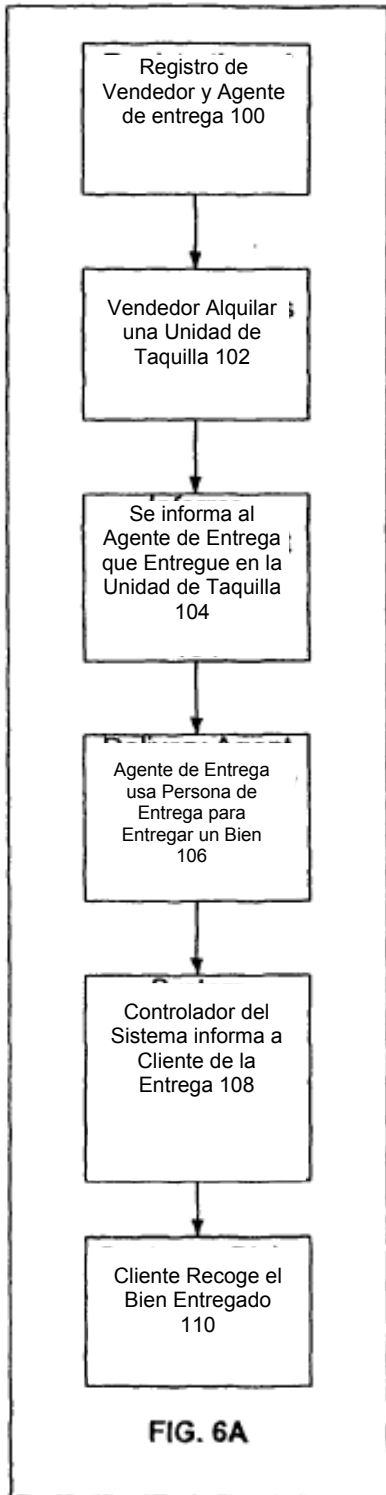 Registro de
Vendedor y Agente
de entrega 100
Vendedor Alquilar
una Unidad de
Taquilla 102
Se informa al
Agente de Entrega
que Entregue en la
Unidad de Taquilla
104
Agente de Entrega
usa Persona de
Entrega para
Entregar un Bien
106
Controlador del
Sistema informa a
Cliente de la
Entrega 108
Cliente Recoge el
Bien Entregado
110
FIG. 6A